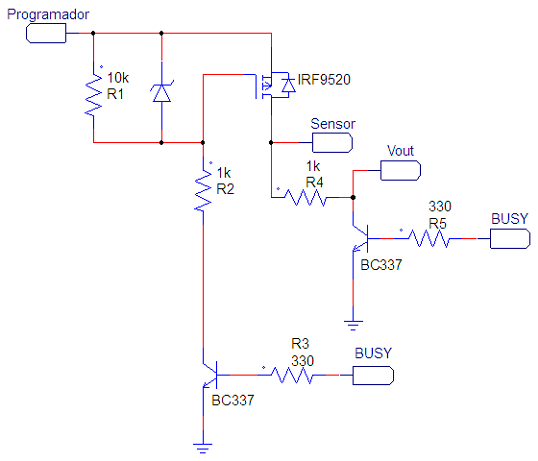 Programador
10k
R1
IRF9520
Sensor
1k
R2
1k
R4
Vout
330
R5
BUSY
BC337
R3
330
BUSY
BC337